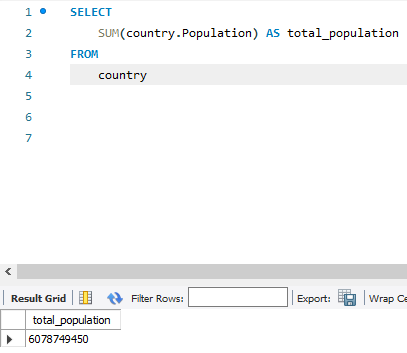 1 SELECT
2 SUM(country.Population) AS total_population
3 FROM
4 country
5
6
7
Result Grid Filter Rows: Export: Wrap Ce
total_population
6078749450